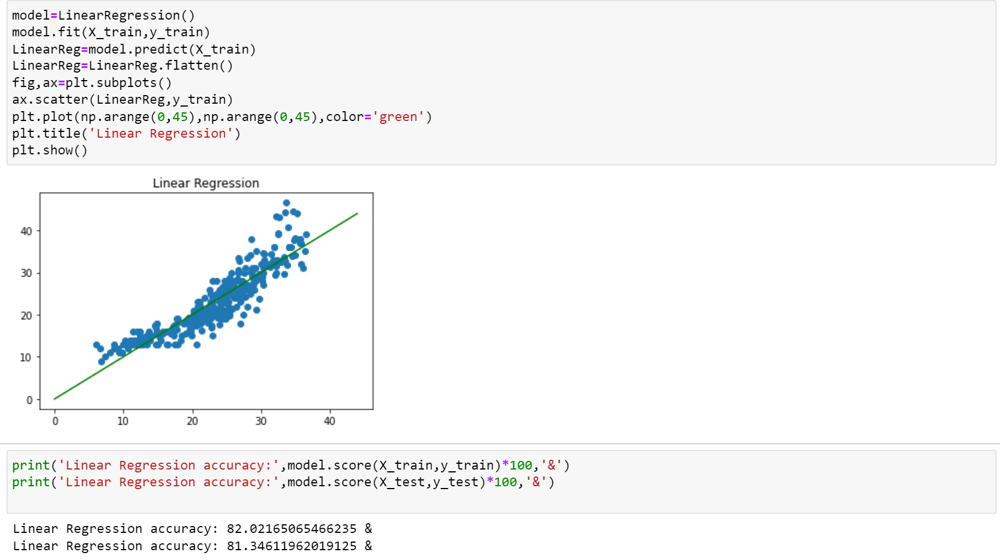 model=LinearRegression()
model.fit(X_train,y_train)
LinearReg=model.predict(X_train)
LinearReg=LinearReg.flatten()
fig,ax=plt.subplots()
ax.scatter(LinearReg,y_train)
plt.plot(np.arange(0,45),np.arange(0,45),color='green')
plt.title('Linear Regression')
plt.show()
Linear Regression
40
30
20
10
0
0 10 20 30 40
print('Linear Regression accuracy:',model.score(X_train,y_train)*100,'&')
print('Linear Regression accuracy:',model.score(X_test,y_test)*100,'&')
Linear Regression accuracy: 82.02165065466235 &
Linear Regression accuracy: 81.34611962019125 &